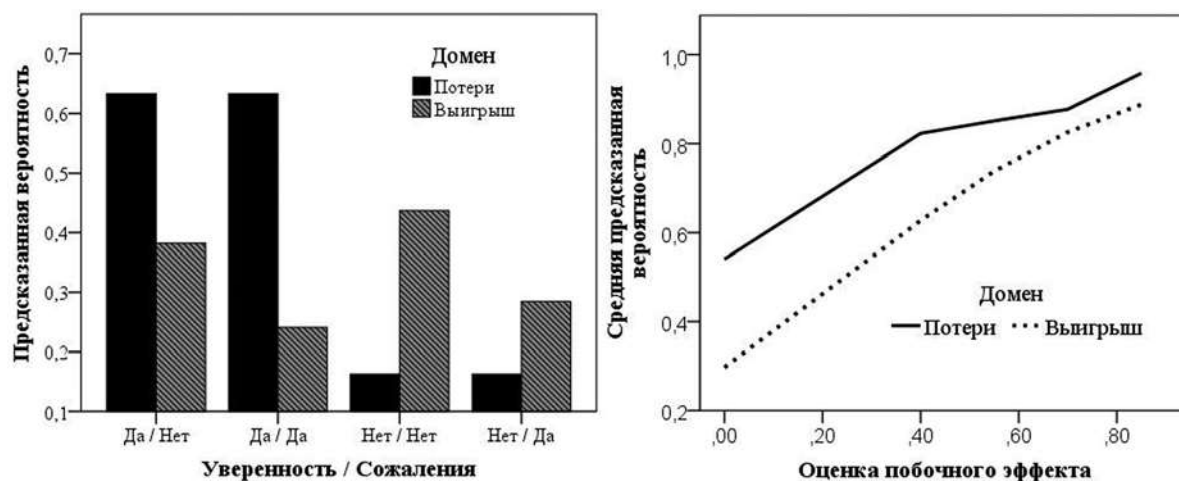 Предсказанная вероятность
0,7
0,6
0,5
0,4
0,3
0,2
0,1
Домен
Потери
Выигрыш
Да / Нет
Да / Да
Нет / Нет
Нет / Да
Уверенность / Сожаления
Средняя предсказанная
вероятность
1,0
0,8
0,6
0,4
0,2
Домен
Потери
Выигрыш
,00
,20
,40
,60
,80
Оценка побочного эффекта